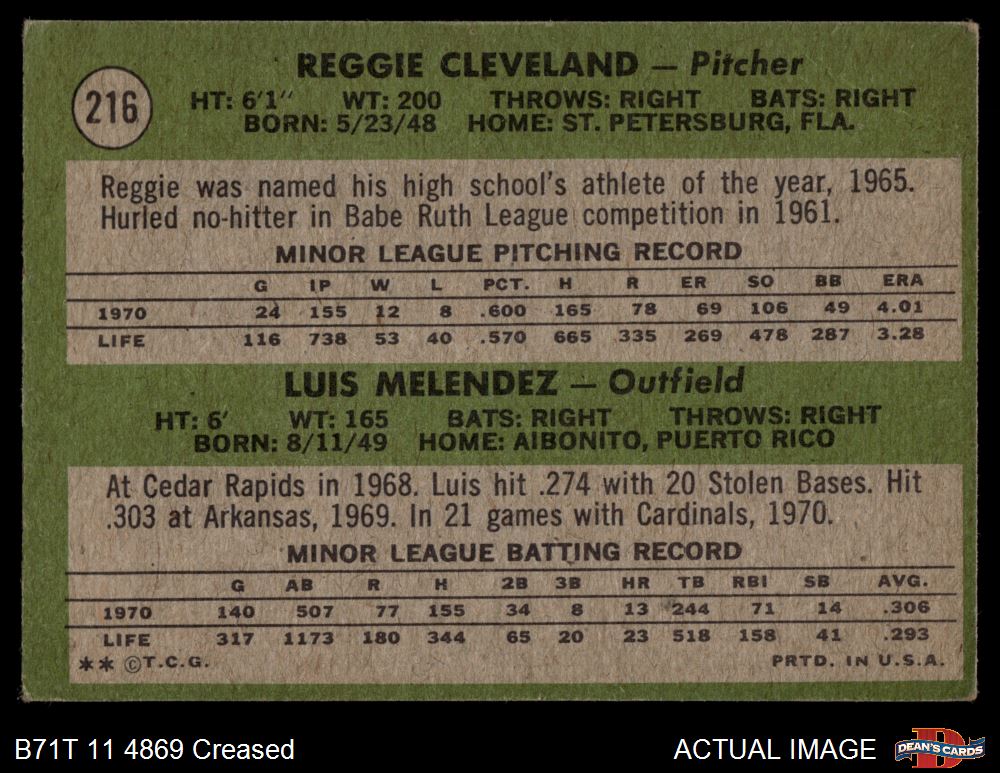 216
REGGIE CLEVELAND — Pitcher
HT: 6'1" WT: 200 THROWS: RIGHT BATS: RIGHT
BORN: 5/23/48 HOME: ST. PETERSBURG, FLA.
Reggie was named his high school's athlete of the year, 1965.
Hurled no-hitter in Babe Ruth League competition in 1961.
MINOR LEAGUE PITCHING RECORD
G IP W L PCT. H R ER SO BB ERA
1970 24 155 12 8 .600 165 78 69 106 49 4.01
LIFE 116 738 53 40 .570 665 335 269 478 287 3.28
LUIS MELENDEZ — Outfield
HT: 6' WT: 165 BATS: RIGHT THROWS: RIGHT
BORN: 8/11/49 HOME: AIBONITO, PUERTO RICO
At Cedar Rapids in 1968. Luis hit .274 with 20 Stolen Bases. Hit
.303 at Arkansas, 1969. In 21 games with Cardinals, 1970.
MINOR LEAGUE BATTING RECORD
G AB R H 2B 3B HR TB RBI SB AVG.
1970 140 507 77 155 34 8 13 244 71 14 .306
LIFE 317 1173 180 344 65 20 23 518 158 41 .293
** ©T.C.G. PRTD. IN U.S.A.
B71T 11 4869 Creased ACTUAL IMAGE DEAN'S CARDS